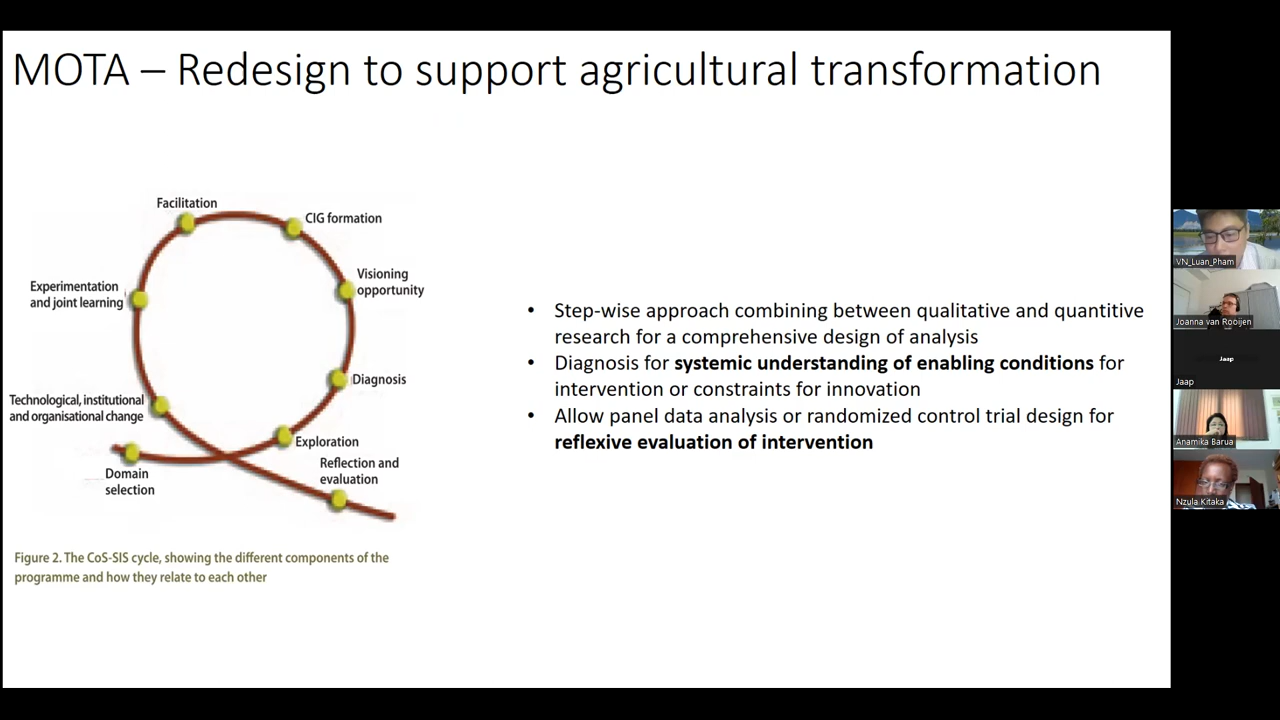 MOTA – Redesign to support agricultural transformation
Facilitation
CIG formation
Visioning
opportunity
Experimentation
and joint learning
Diagnosis
Technological, institutional
and organisational change
Exploration
Reflection and
evaluation
Domain
selection
Figure 2. The CoS-SIS cycle, showing the different components of the
programme and how they relate to each other
• Step-wise approach combining between qualitative and quantitive
research for a comprehensive design of analysis
• Diagnosis for systemic understanding of enabling conditions for
intervention or constraints for innovation
• Allow panel data analysis or randomized control trial design for
reflexive evaluation of intervention
VN_Luan_Pham
Joanna van Rooijen
Jaap
Jaap
Anamika Barua
Nzula Kitaka